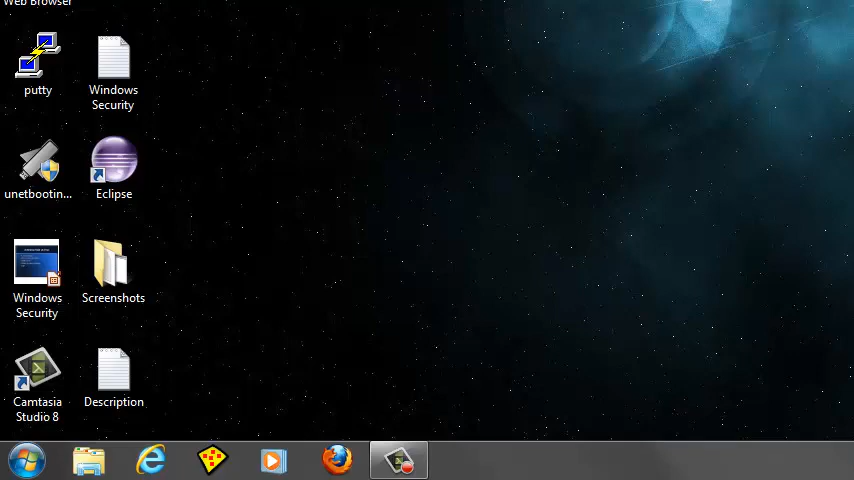 Web Browser
putty
Windows
Security
unetbootin...
Eclipse
Windows
Security
Screenshots
Camtasia
Studio 8
Description